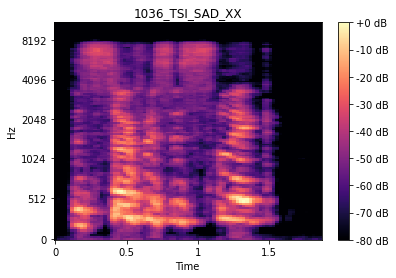 1036_TSI_SAD_XX
+0 dB
8192
-10 dB
4096
-20 dB
-30 dB
2048
Hz
-40 dB
1024
-50 dB
512
-60 dB
-70 dB
0
-80 dB
0
0.5
1
1.5
Time